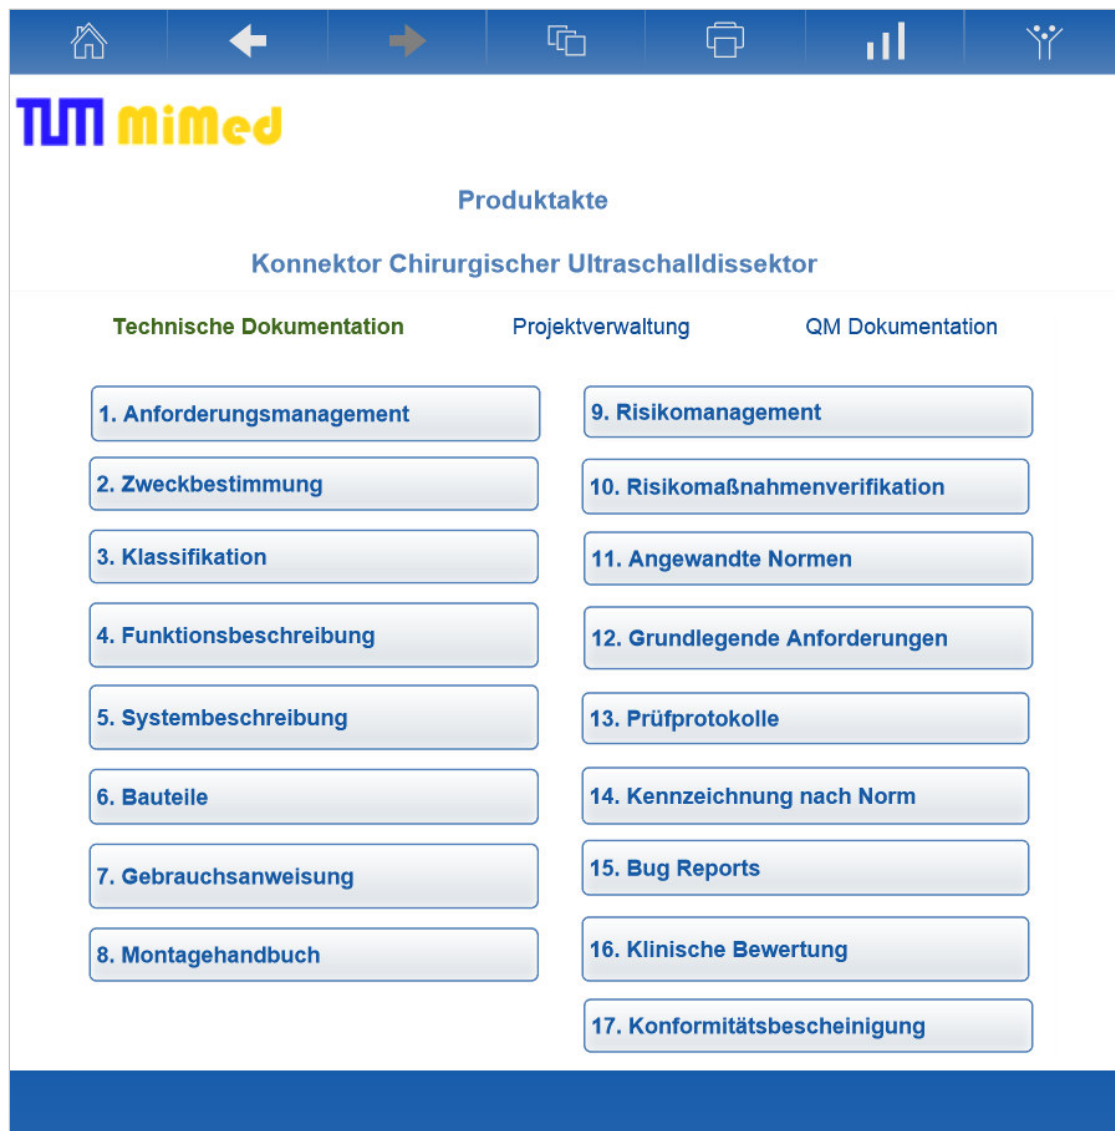 TUM MiMed
Produktakte
Konnektor Chirurgischer Ultraschalldissektor
Technische Dokumentation
Projektverwaltung
QM Dokumentation
1. Anforderungsmanagement
2. Zweckbestimmung
3. Klassifikation
4. Funktionsbeschreibung
5. Systembeschreibung
6. Bauteile
7. Gebrauchsanweisung
8. Montagehandbuch
9. Risikomanagement
10. Risikomaßnahmenverifikation
11. Angewandte Normen
12. Grundlegende Anforderungen
13. Prüfprotokolle
14. Kennzeichnung nach Norm
15. Bug Reports
16. Klinische Bewertung
17. Konformitätsbescheinigung